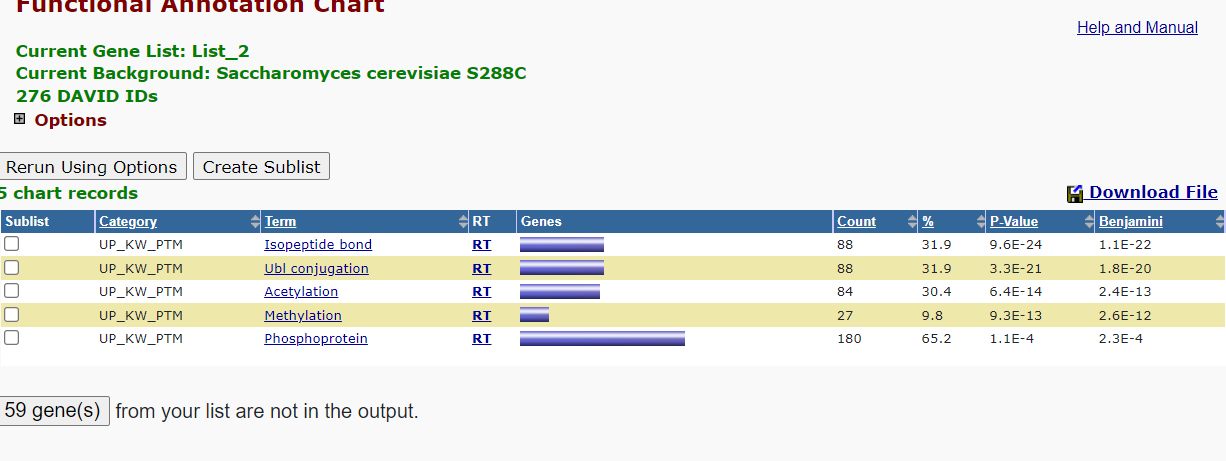 Functional Annotation Chart
Help and Manual
Current Gene List: List_2
Current Background: Saccharomyces cerevisiae S288C
276 DAVID IDs
Options
Rerun Using Options Create Sublist
5 chart records
Download File
Sublist Category Term RT Genes Count % P-Value Benjamini
UP_KW_PTM Isopeptide bond RT 88 31.9 9.6E-24 1.1E-22
UP_KW_PTM Ubl conjugation RT 88 31.9 3.3E-21 1.8E-20
UP_KW_PTM Acetylation RT 84 30.4 6.4E-14 2.4E-13
UP_KW_PTM Methylation RT 27 9.8 9.3E-13 2.6E-12
UP_KW_PTM Phosphoprotein RT 180 65.2 1.1E-4 2.3E-4
59 gene(s) from your list are not in the output.